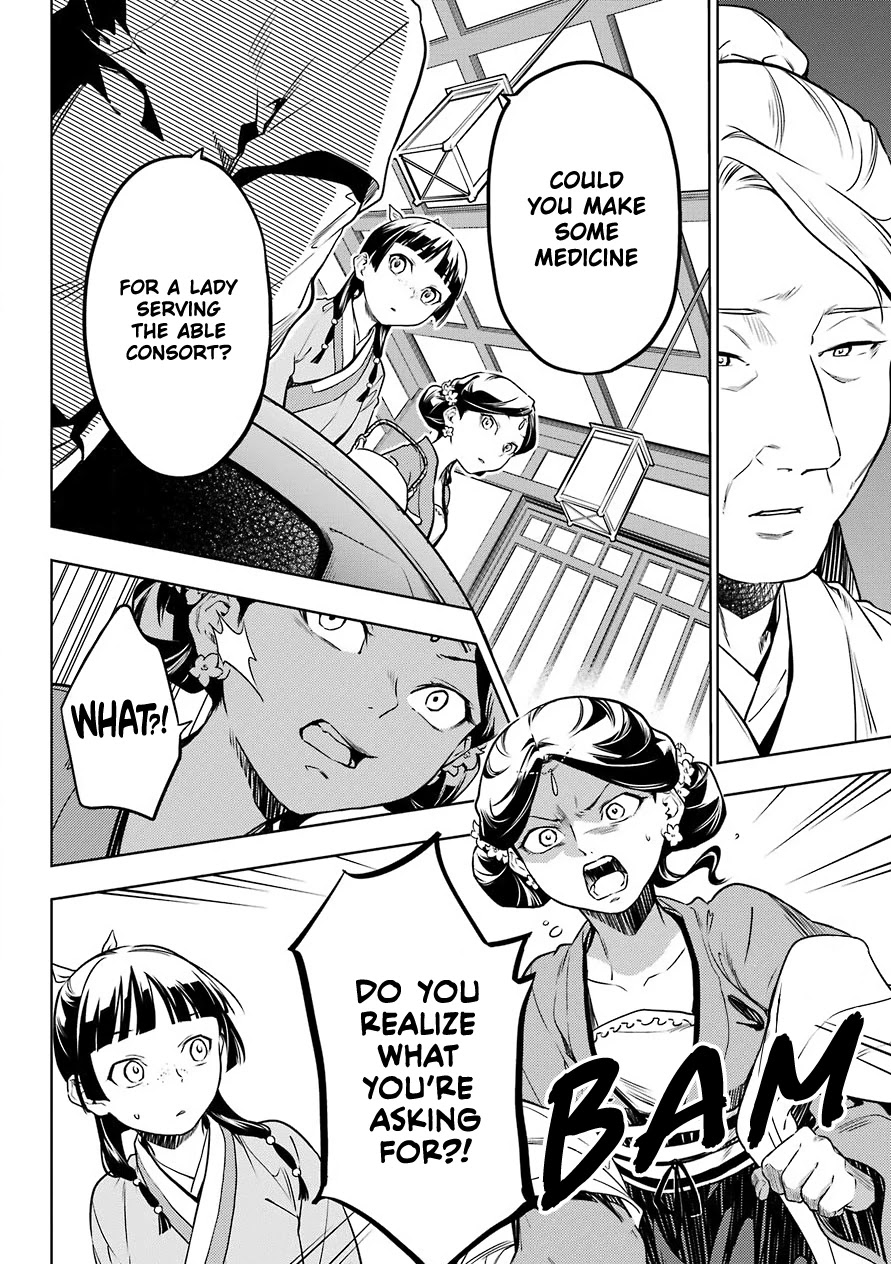 COULD
YOU MAKE
SOME
MEDICINE
FOR A LADY
SERVING
THE ABLE
CONSORT?
WHAT?!
DO YOU
REALIZE
WHAT
YOU'RE
ASKING
FOR?!
BAM